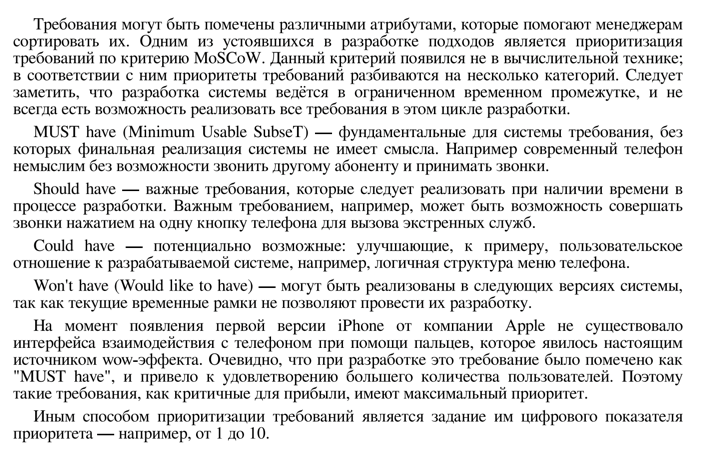 Требования могут быть помечены различными атрибутами, которые помогают менеджерам
сортировать их. Одним из устоявшихся в разработке подходов является приоритизация
требований по критерию MoSCoW. Данный критерий появился не в вычислительной технике;
в соответствии с ним приоритеты требований разбиваются на несколько категорий. Следует
заметить, что разработка системы ведётся в ограниченном временном промежутке, и не
всегда есть возможность реализовать все требования в этом цикле разработки.
MUST have (Minimum Usable SubseT) — фундаментальные для системы требования, без
которых финальная реализация системы не имеет смысла. Например современный телефон
немыслим без возможности звонить другому абоненту и принимать звонки.
Should have — важные требования, которые следует реализовать при наличии времени в
процессе разработки. Важным требованием, например, может быть возможность совершать
звонки нажатием на одну кнопку телефона для вызова экстренных служб.
Could have — потенциально возможные: улучшающие, к примеру, пользовательское
отношение к разрабатываемой системе, например, логичная структура меню телефона.
Won't have (Would like to have) — могут быть реализованы в следующих версиях системы,
так как текущие временные рамки не позволяют провести их разработку.
На момент появления первой версии iPhone от компании Apple не существовало
интерфейса взаимодействия с телефоном при помощи пальцев, которое явилось настоящим
источником wow-эффекта. Очевидно, что при разработке это требование было помечено как
"MUST have", и привело к удовлетворению большего количества пользователей. Поэтому
такие требования, как критичные для прибыли, имеют максимальный приоритет.
Иным способом приоритизации требований является задание им цифрового показателя
приоритета — например, от 1 до 10.